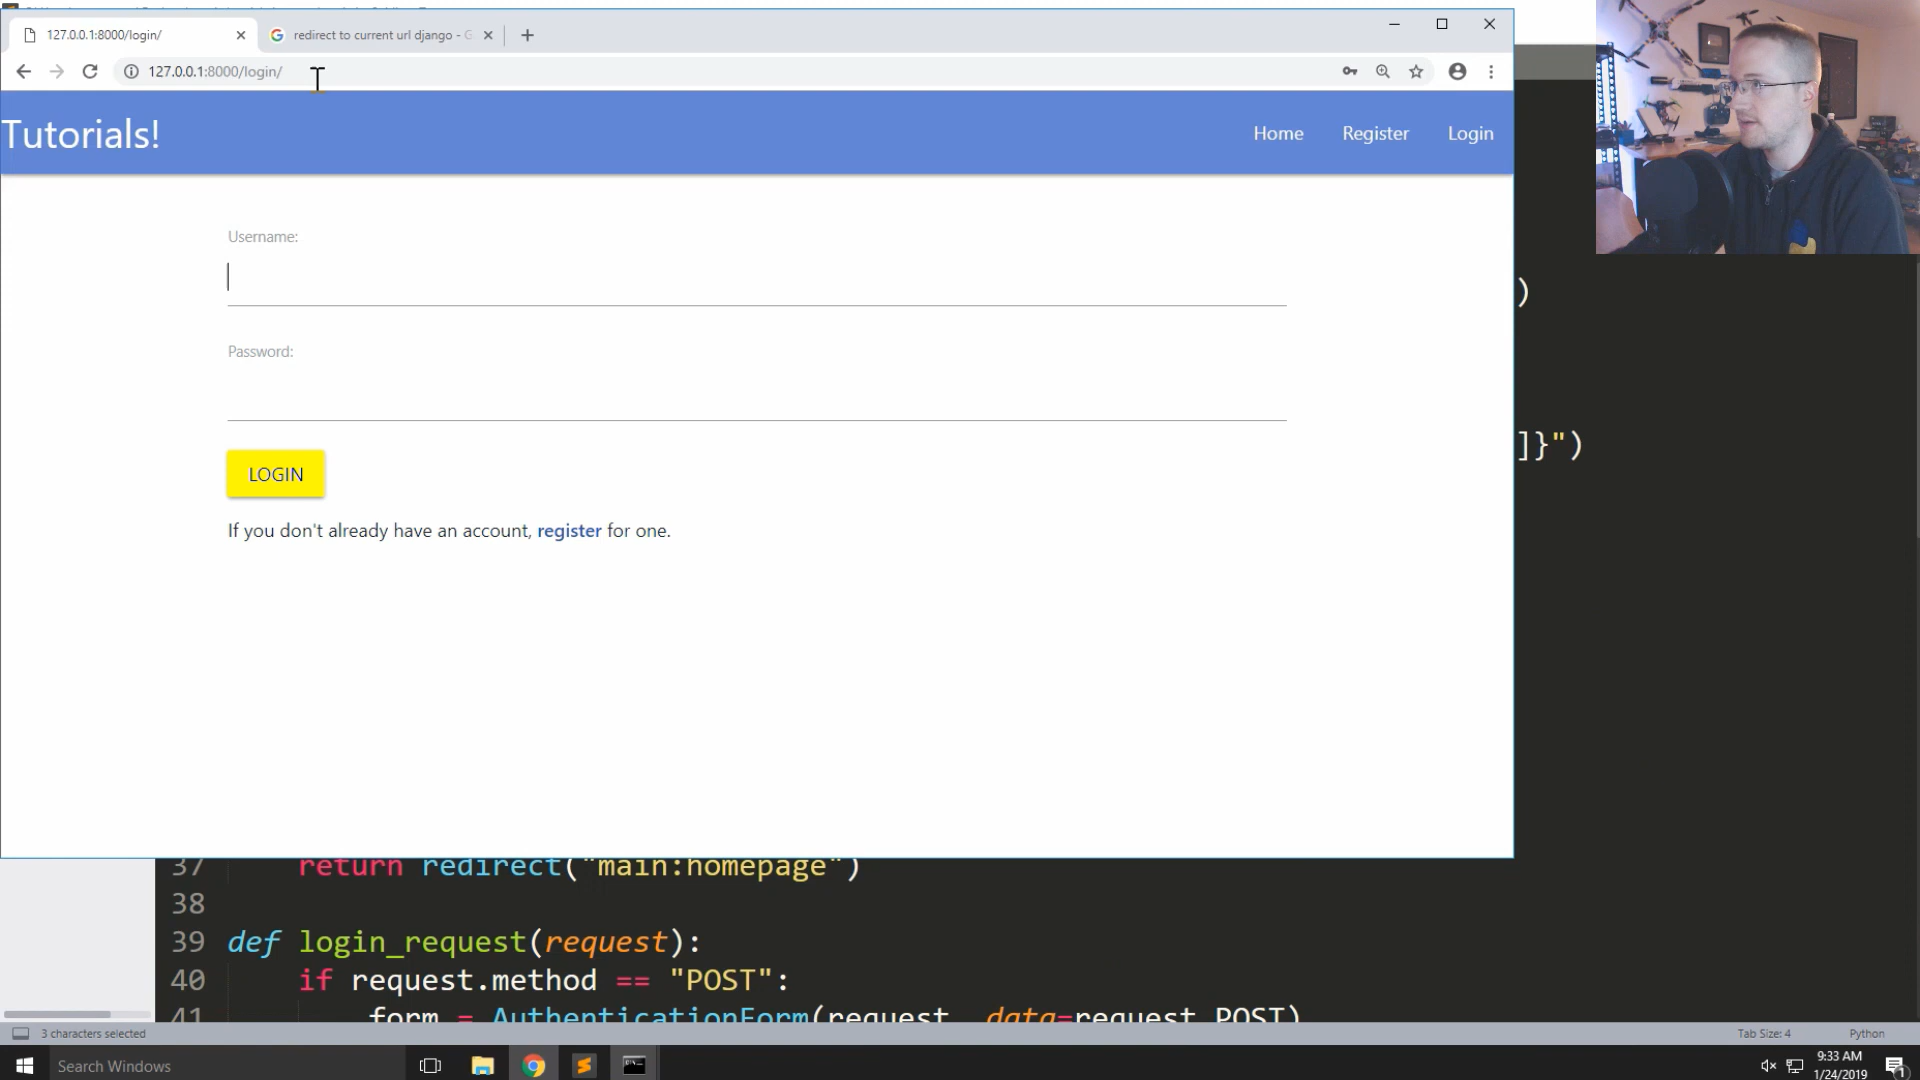 127.0.0.1:8000/login/
redirect to current url django - G
127.0.0.1:8000/login/
Tutorials!
Home
Register
Login
Username:
Password:
LOGIN
If you don't already have an account, register for one.
)
]}")
37 return redirect("main:homepage")
38
39 def login_request(request):
40 if request.method == "POST":
41 form = AuthenticationForm(request, data=request.POST)
3 characters selected
Tab Size: 4
Python
Search Windows
9:33 AM
1/24/2019
1